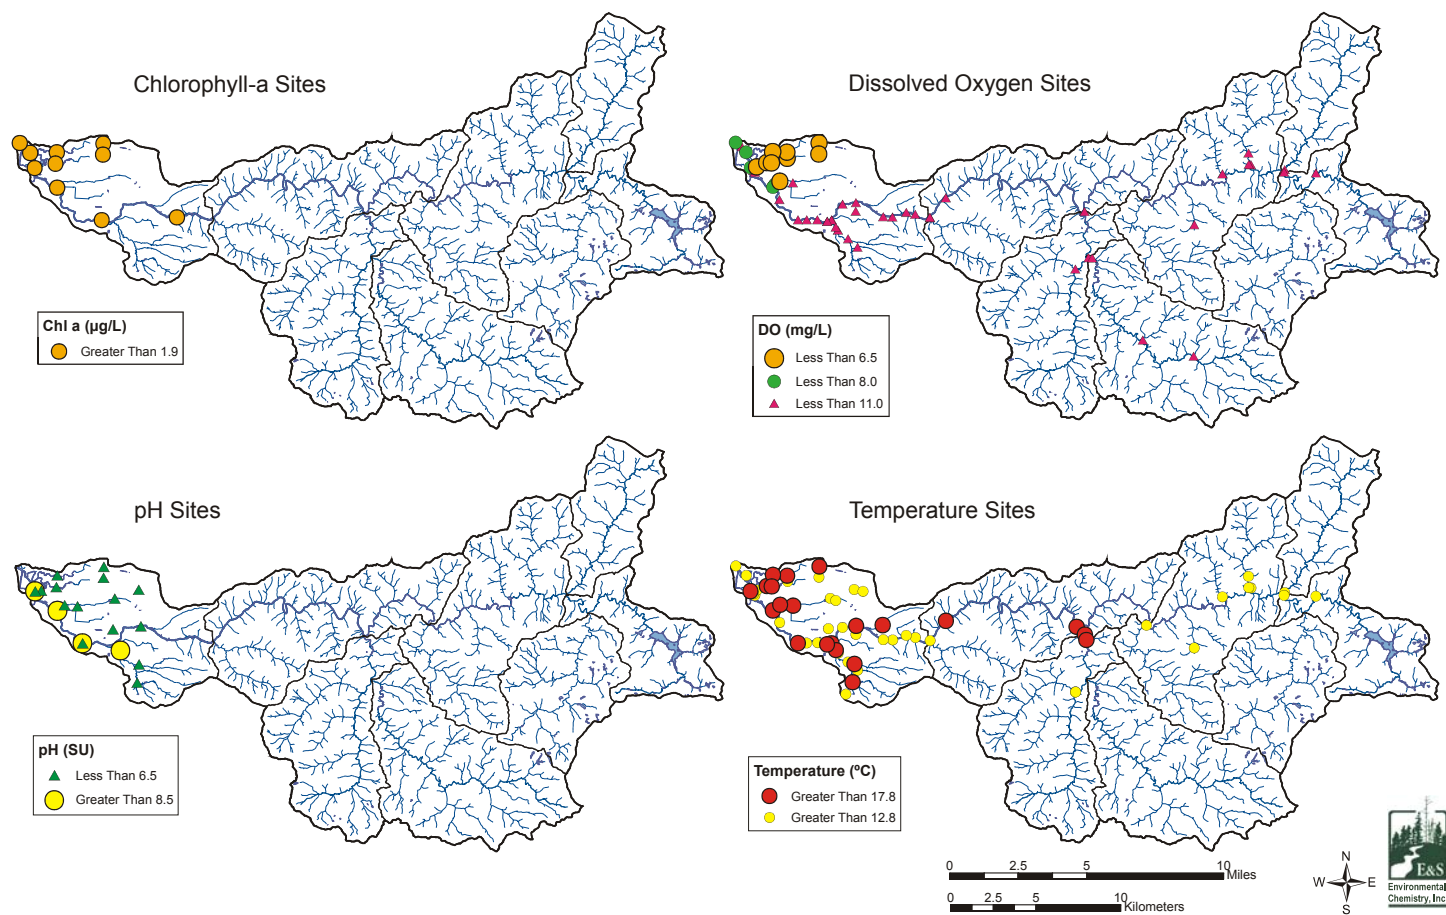 Chlorophyll-a Sites
Dissolved Oxygen Sites
Chl a (µg/L)
Greater Than 1.9
DO (mg/L)
Less Than 6.5
Less Than 8.0
Less Than 11.0
pH Sites
Temperature Sites
pH (SU)
Less Than 6.5
Greater Than 8.5
Temperature (ºC)
Greater Than 17.8
Greater Than 12.8
0 2.5 5 10
Miles
0 2.5 5 10
Kilometers
N
W E
S
E&S
Environmental
Chemistry, Inc